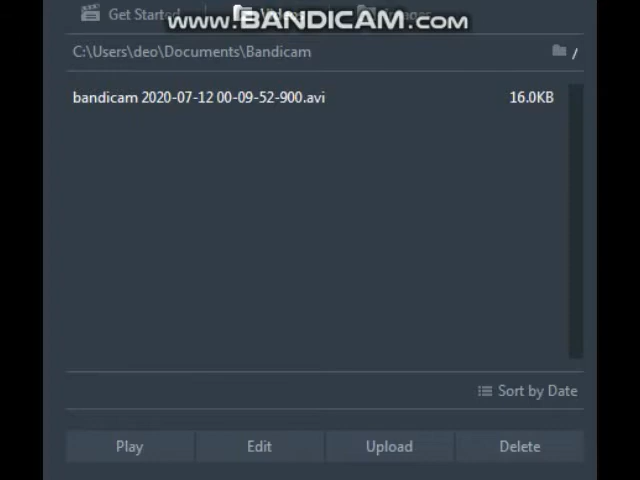 Get Started
www.BANDICAM.com
C:\Users\deo\Documents\Bandicam
/
bandicam 2020-07-12 00-09-52-900.avi 16.0KB
Sort by Date
Play Edit Upload Delete